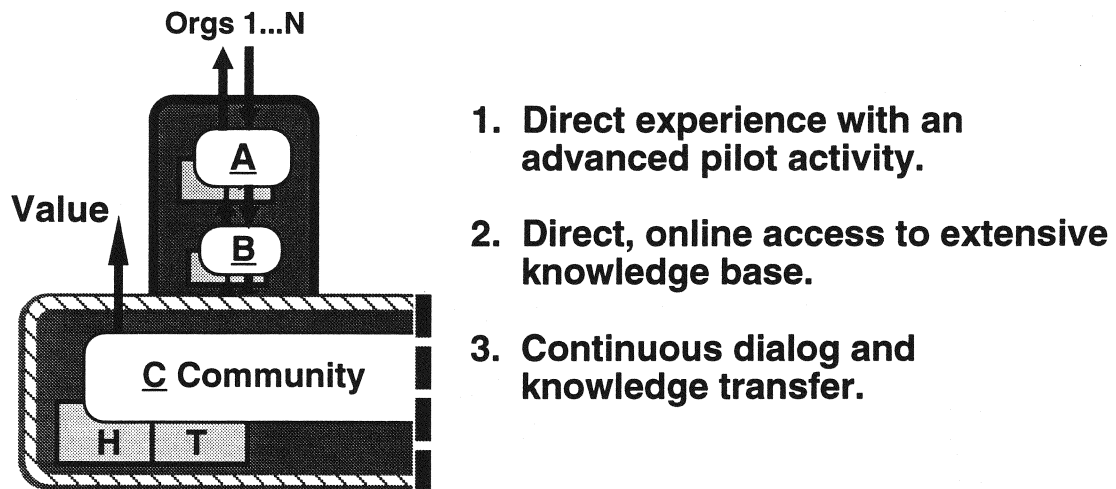 Orgs 1...N
A
Value
B
C Community
H T
1. Direct experience with an
advanced pilot activity.
2. Direct, online access to extensive
knowledge base.
3. Continuous dialog and
knowledge transfer.